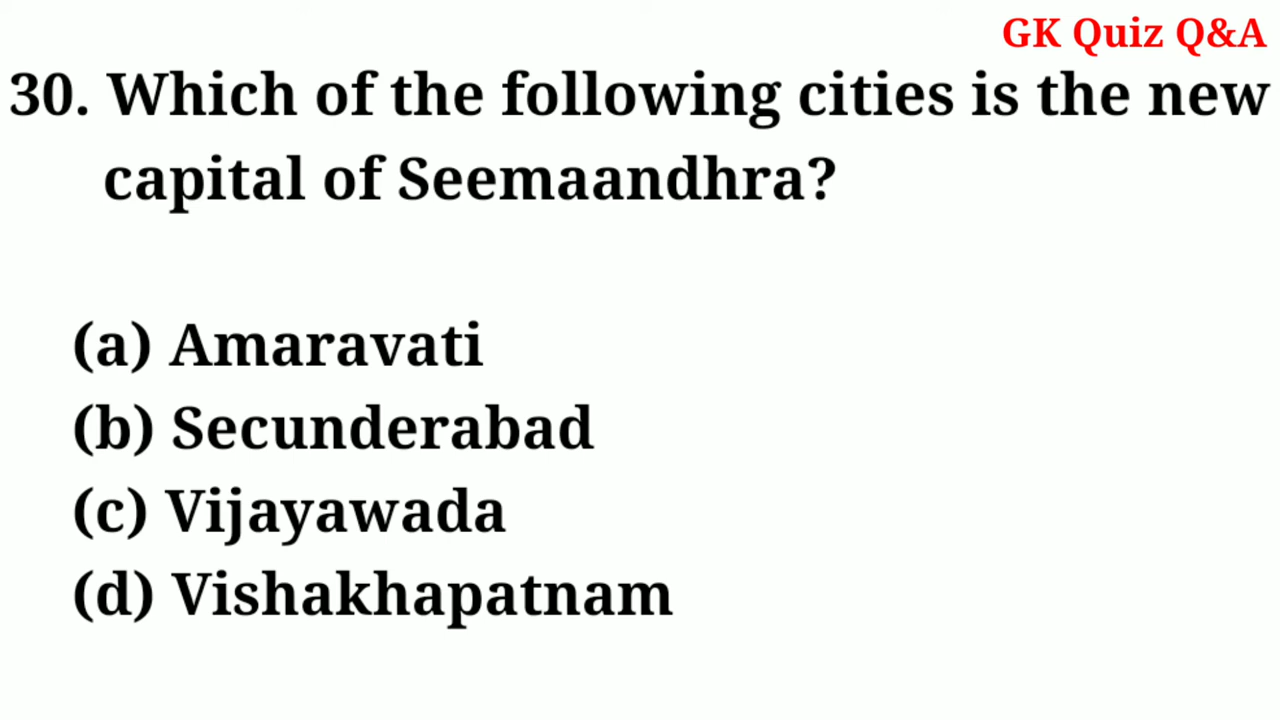 GK Quiz Q&A
30. Which of the following cities is the new
capital of Seemaandhra?
(a) Amaravati
(b) Secunderabad
(c) Vijayawada
(d) Vishakhapatnam